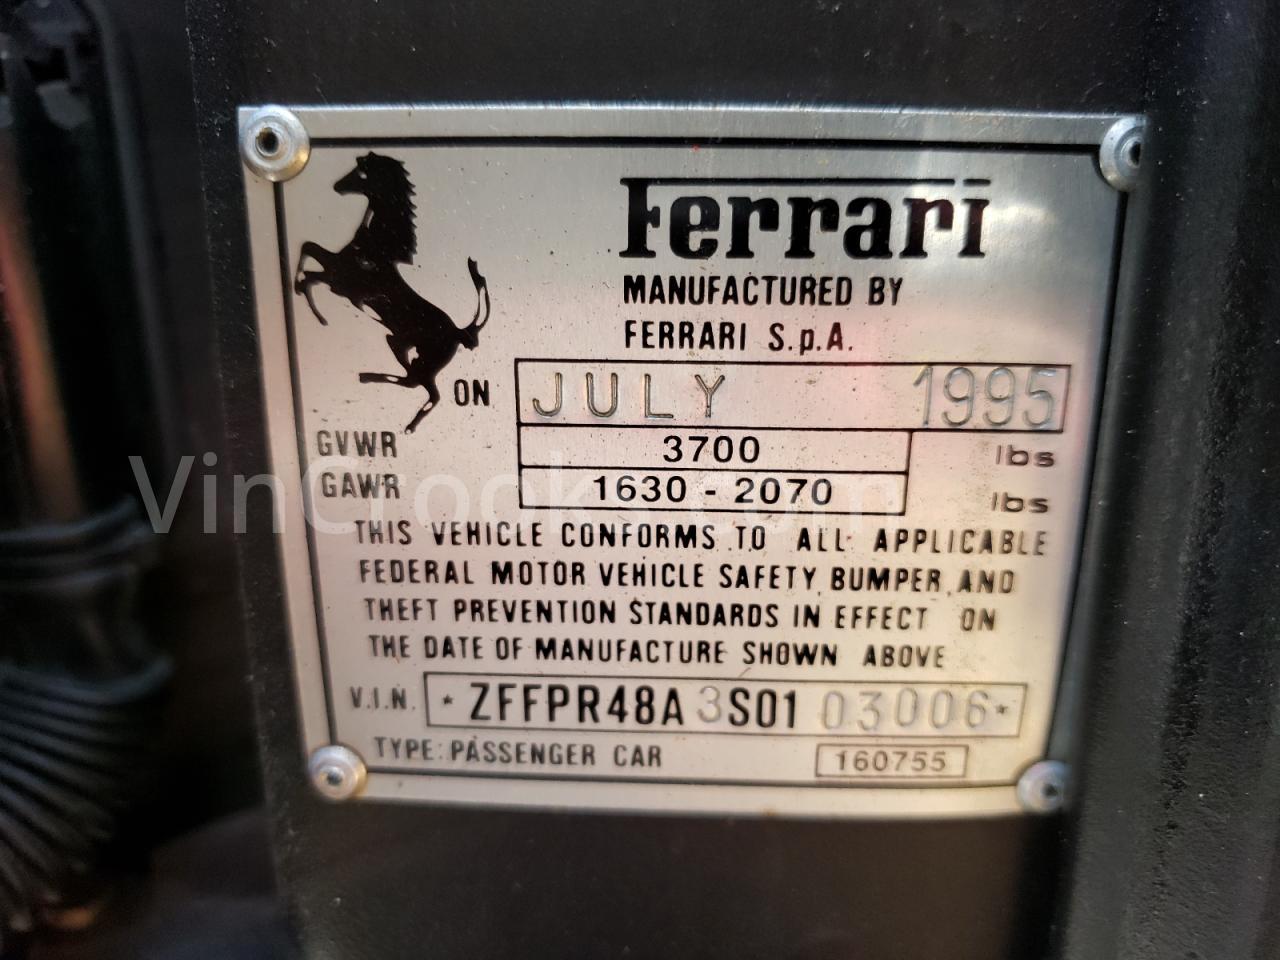 Ferrari
MANUFACTURED BY
FERRARI S.p.A.
ON JULY 1995
GVWR 3700 lbs
GAWR 1630 - 2070 lbs
VinCrooks.com
THIS VEHICLE CONFORMS TO ALL APPLICABLE
FEDERAL MOTOR VEHICLE SAFETY, BUMPER, AND
THEFT PREVENTION STANDARDS IN EFFECT ON
THE DATE OF MANUFACTURE SHOWN ABOVE
V.I.N. * ZFFPR48A3S0103006 *
TYPE: PASSENGER CAR 160755